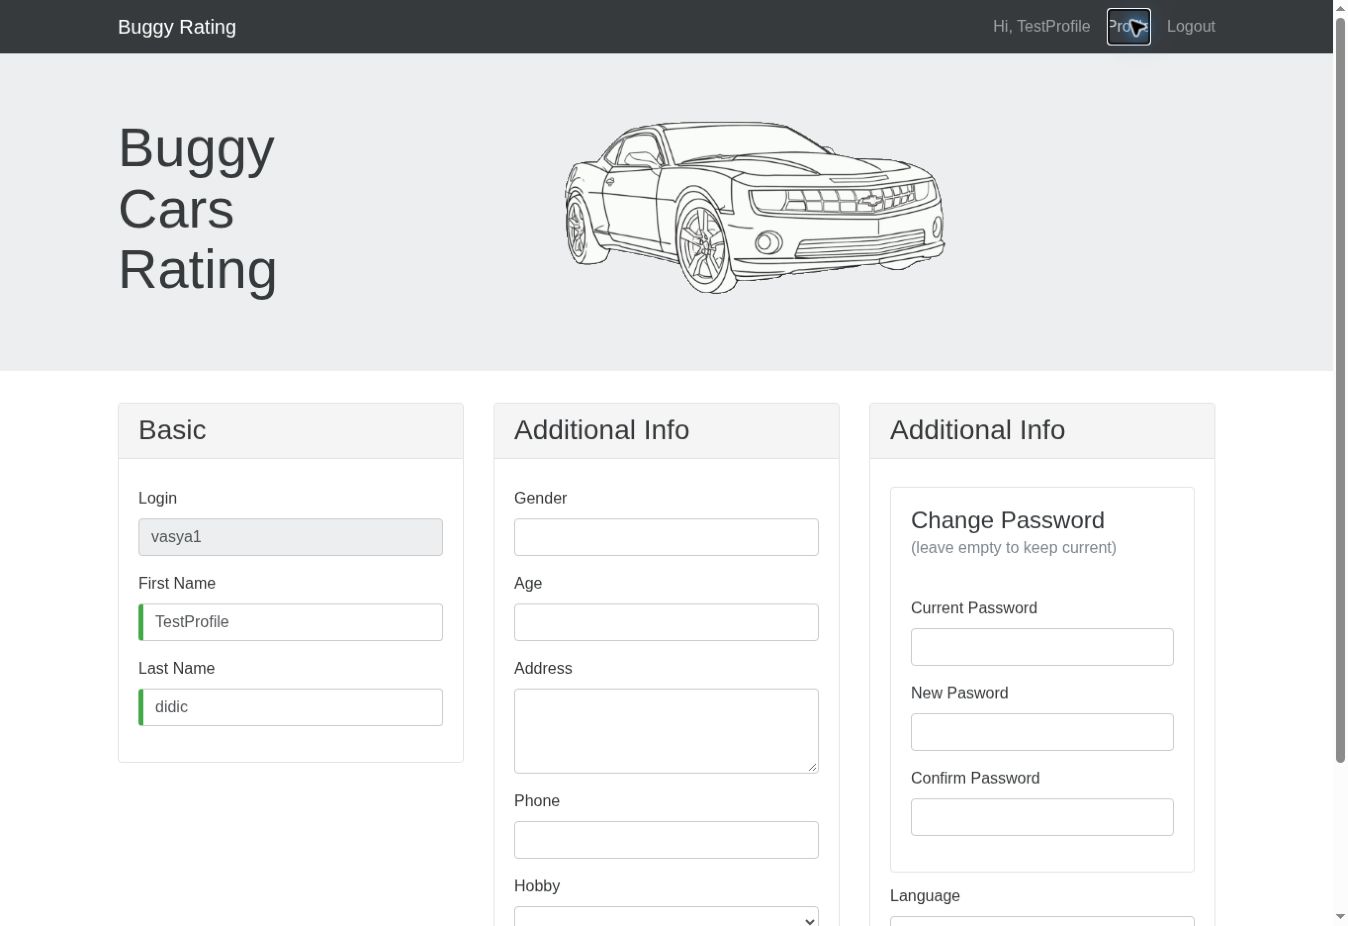 Buggy Rating
Hi, TestProfile
Logout
Buggy
Cars
Rating
Basic
Login
vasya1
First Name
TestProfile
Last Name
didic
Additional Info
Gender
Age
Address
Phone
Hobby
Additional Info
Change Password
(leave empty to keep current)
Current Password
New Pasword
Confirm Password
Language